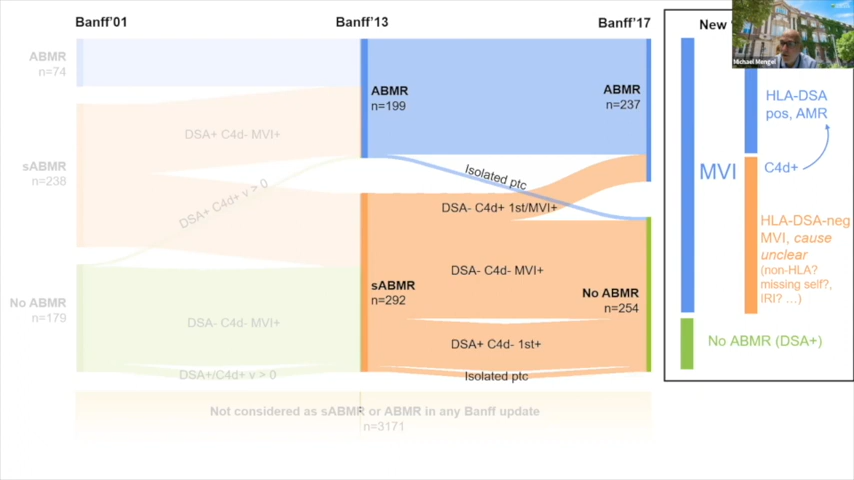 Banff'01
Banff'13
Banff'17
New
Michael Mengel
ABMR
n=74
sABMR
n=238
No ABMR
n=179
DSA+ C4d- MVI+
DSA+ C4d+ v > 0
DSA- C4d- MVI+
DSA+/C4d+ v > 0
ABMR
n=199
sABMR
n=292
Isolated ptc
DSA- C4d+ 1st/MVI+
DSA- C4d- MVI+
DSA+ C4d- 1st+
Isolated ptc
ABMR
n=237
No ABMR
n=254
Not considered as sABMR or ABMR in any Banff update
n=3171
MVI
HLA-DSA
pos, AMR
C4d+
HLA-DSA-neg
MVI, cause
unclear
(non-HLA?
missing self?,
IRI? ...)
No ABMR (DSA+)